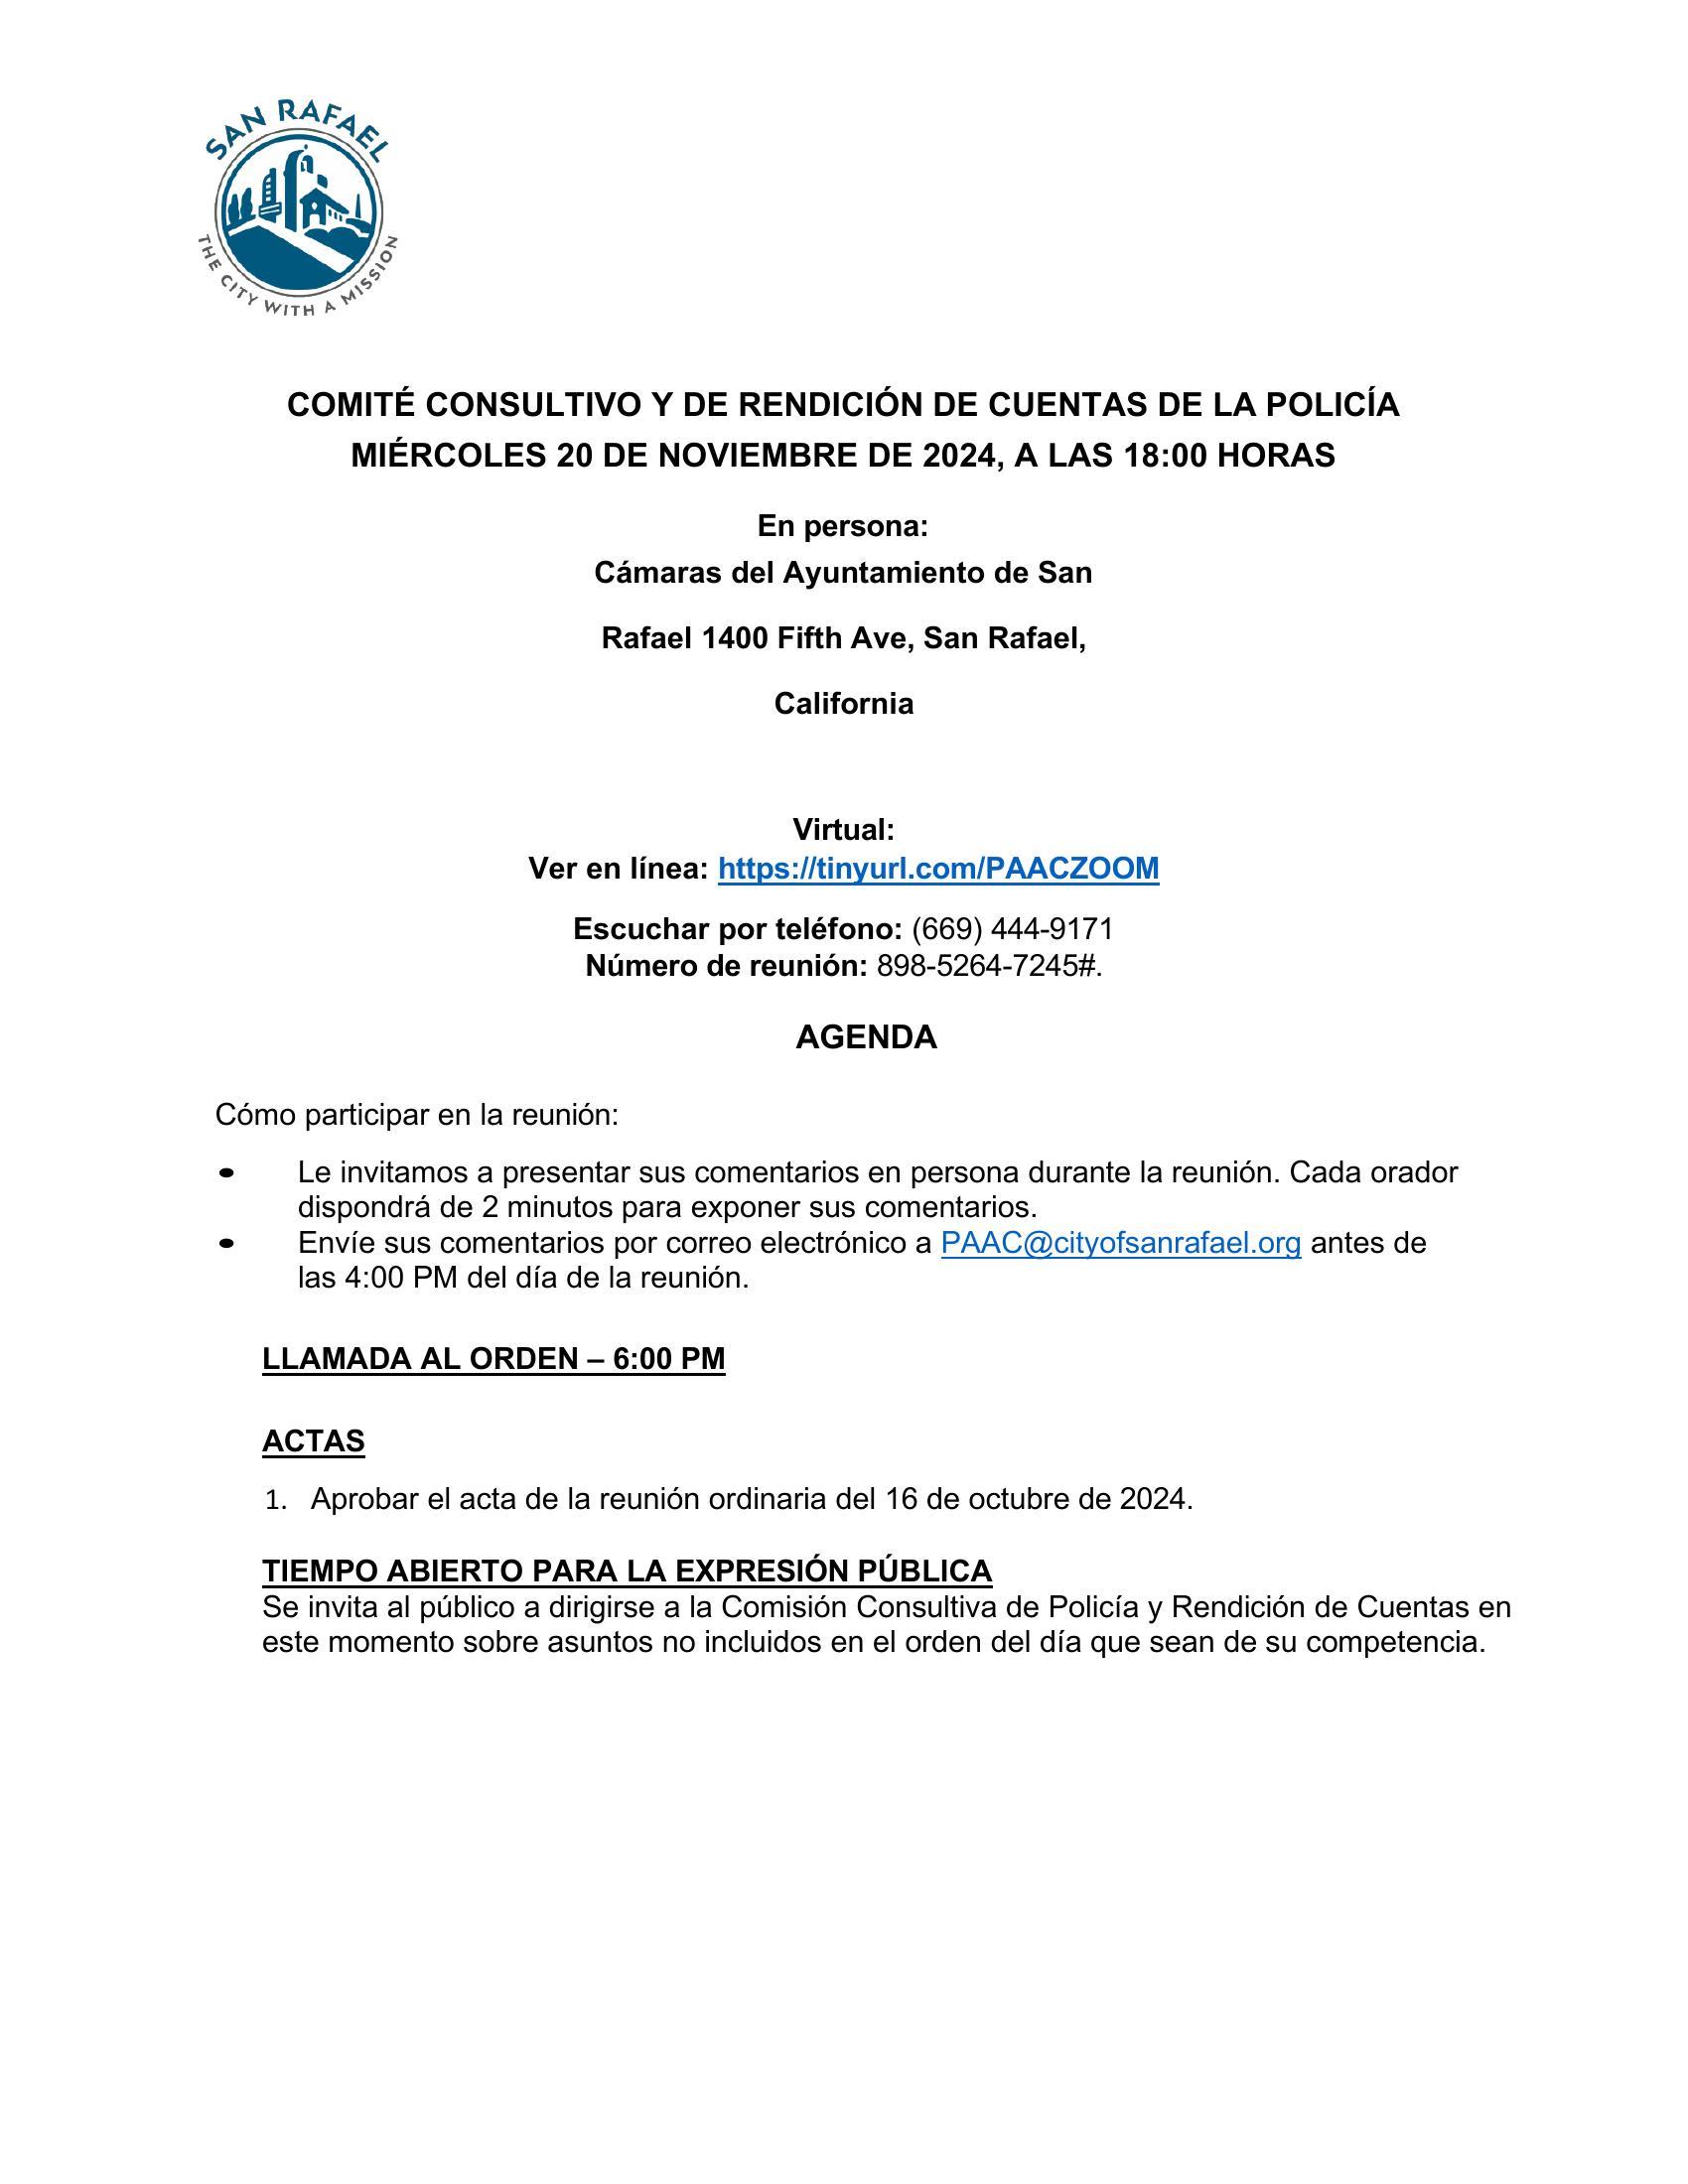 SAN RAFAEL
THE CITY WITH A MISSION
COMITÉ CONSULTIVO Y DE RENDICIÓN DE CUENTAS DE LA POLICÍA
MIÉRCOLES 20 DE NOVIEMBRE DE 2024, A LAS 18:00 HORAS
En persona:
Cámaras del Ayuntamiento de San
Rafael 1400 Fifth Ave, San Rafael,
California
Virtual:
Ver en línea: https://tinyurl.com/PAACZOOM
Escuchar por teléfono: (669) 444-9171
Número de reunión: 898-5264-7245#.
AGENDA
Cómo participar en la reunión:
• Le invitamos a presentar sus comentarios en persona durante la reunión. Cada orador
dispondrá de 2 minutos para exponer sus comentarios.
• Envíe sus comentarios por correo electrónico a PAAC@cityofsanrafael.org antes de
las 4:00 PM del día de la reunión.
LLAMADA AL ORDEN – 6:00 PM
ACTAS
1. Aprobar el acta de la reunión ordinaria del 16 de octubre de 2024.
TIEMPO ABIERTO PARA LA EXPRESIÓN PÚBLICA
Se invita al público a dirigirse a la Comisión Consultiva de Policía y Rendición de Cuentas en
este momento sobre asuntos no incluidos en el orden del día que sean de su competencia.